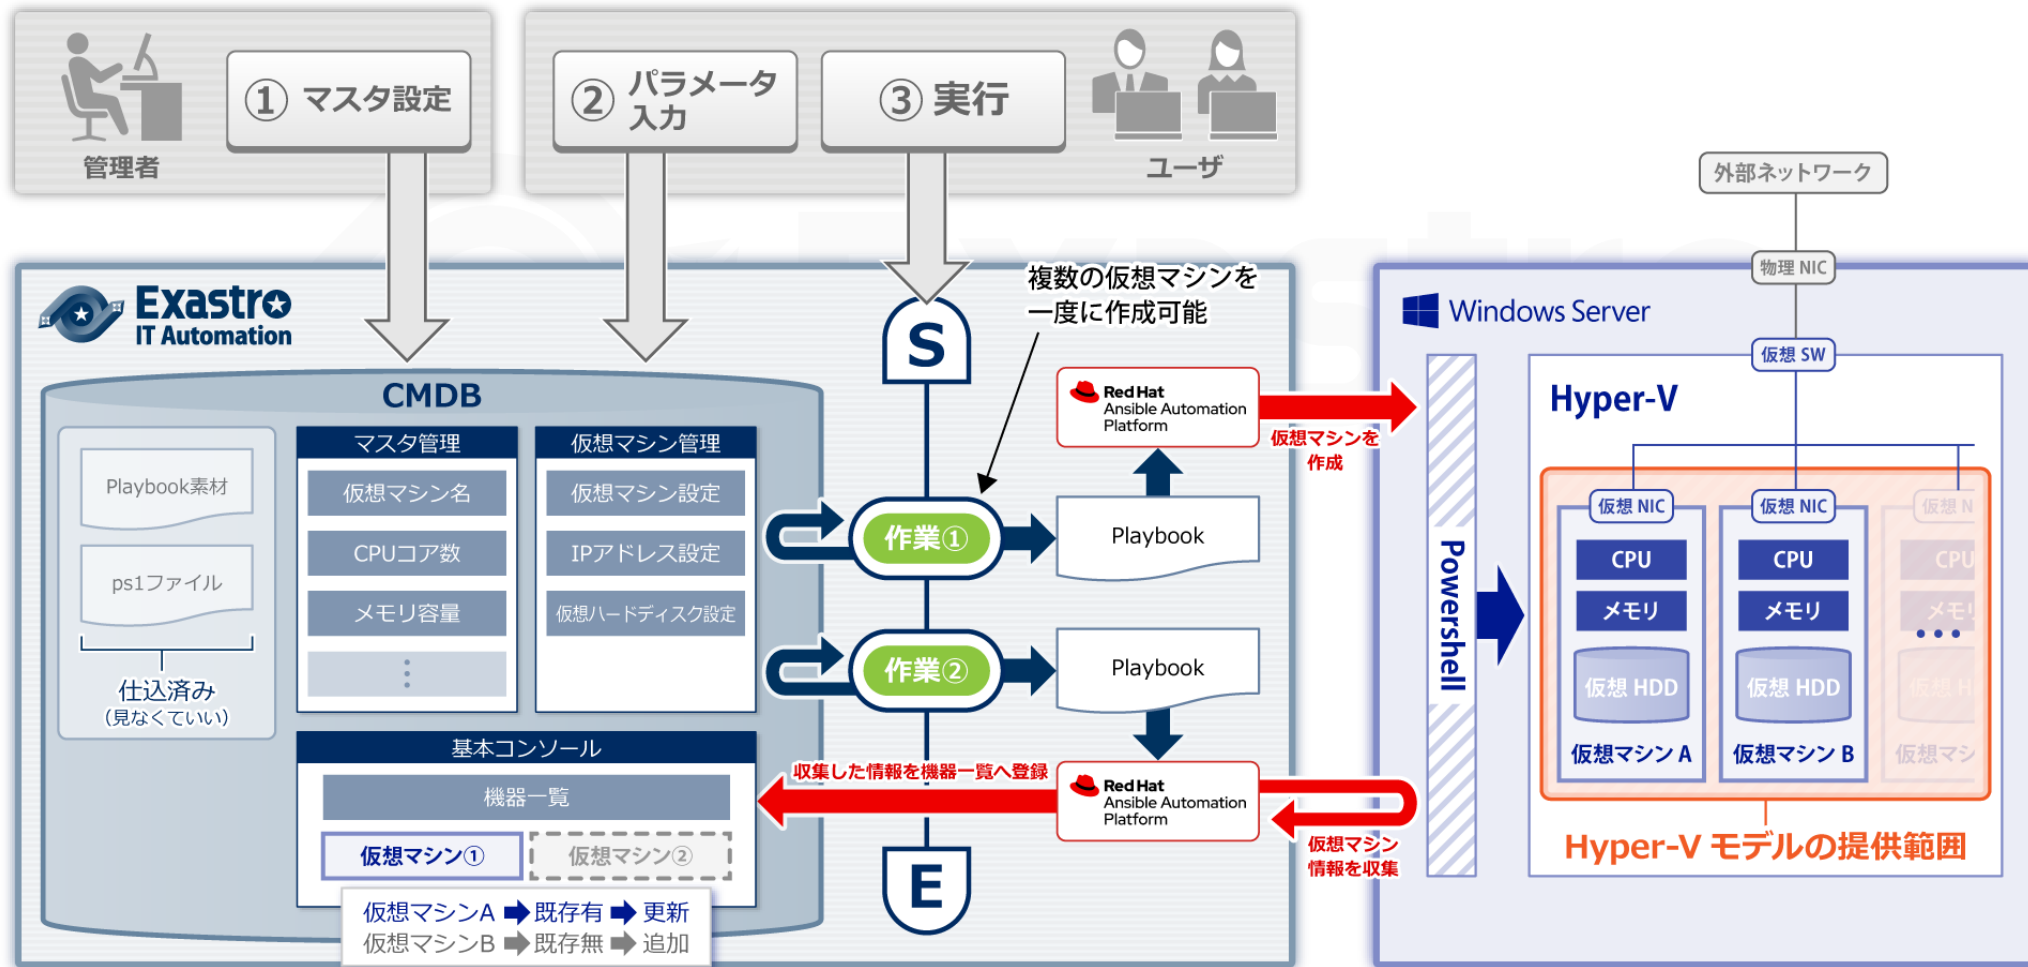 ① マスタ設定
管理者
② パラメータ
入力
③ 実行
ユーザ
Exastro
IT Automation
CMDB
Playbook素材
ps1ファイル
仕込済み
(見なくていい)
マスタ管理
仮想マシン名
CPUコア数
メモリ容量
仮想マシン管理
仮想マシン設定
IPアドレス設定
仮想ハードディスク設定
基本コンソール
機器一覧
仮想マシン①
仮想マシン②
仮想マシンA
既存有
更新
仮想マシンB
既存無
追加
S
複数の仮想マシンを
一度に作成可能
作業①
Playbook
Red Hat
Ansible Automation
Platform
仮想マシンを
作成
作業②
Playbook
Red Hat
Ansible Automation
Platform
収集した情報を機器一覧へ登録
仮想マシン
情報を収集
E
外部ネットワーク
物理 NIC
Windows Server
仮想 SW
Powershell
Hyper-V
仮想 NIC
CPU
メモリ
仮想 HDD
仮想マシン A
仮想 NIC
CPU
メモリ
仮想 HDD
仮想マシン B
仮想 N
CPU
メモリ
仮想 H
仮想マシ
Hyper-V モデルの提供範囲